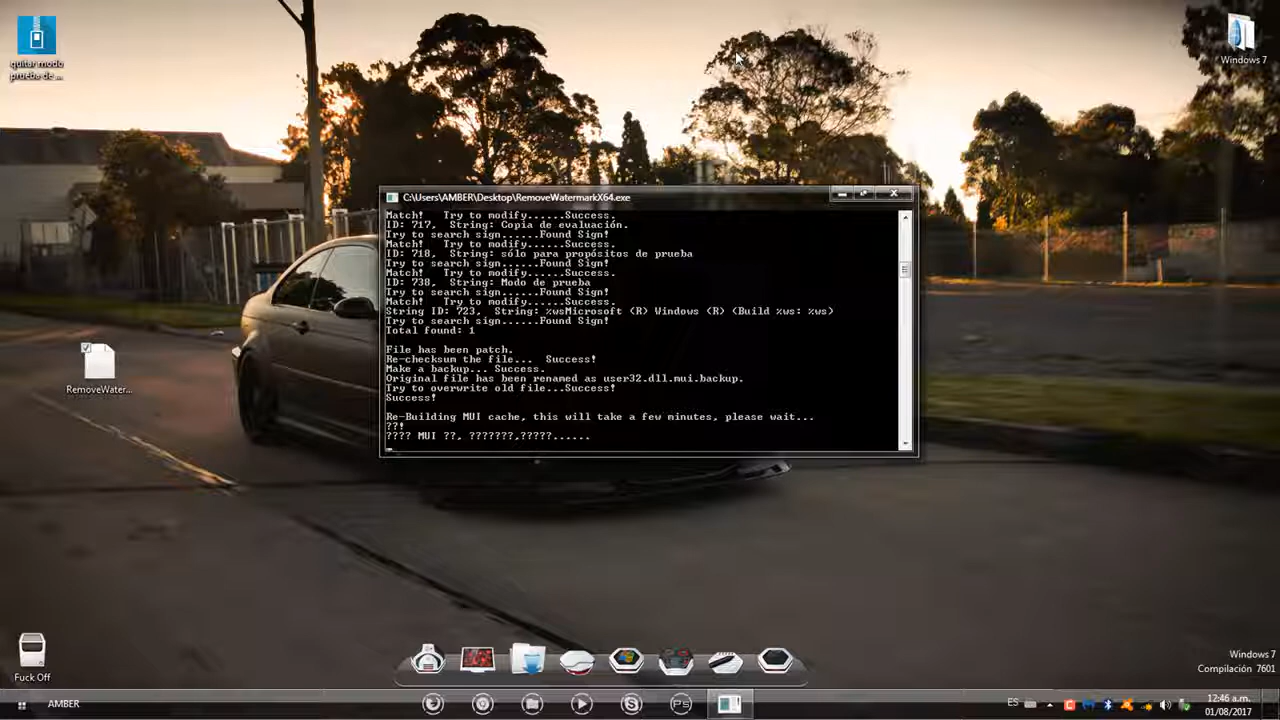 quitar modo
prueba de ...
Windows 7
C:\Users\AMBER\Desktop\RemoveWatermarkX64.exe
Match!   Try to modify......Success.
ID: 717,  String: Copia de evaluación.
Try to search sign......Found Sign!
Match!   Try to modify......Success.
ID: 718,  String: sólo para propósitos de prueba
Try to search sign......Found Sign!
Match!   Try to modify......Success.
ID: 738,  String: Modo de prueba
Try to search sign......Found Sign!
Match!   Try to modify......Success.
String ID: 723,  String: %wsMicrosoft (R) Windows (R) (Build %ws: %ws)
Try to search sign......Found Sign!
Total found: 1
File has been patch.
Re-checksum the file...  Success!
Make a backup... Success.
Original file has been renamed as user32.dll.mui.backup.
Try to overwrite old file...Success!
Success!
Re-Building MUI cache, this will take a few minutes, please wait...
??!
???? MUI ??, ???????,?????......
RemoveWater...
Fuck Off
Windows 7
Compilación 7601
AMBER
PS
ES
12:46 a.m.
01/08/2017